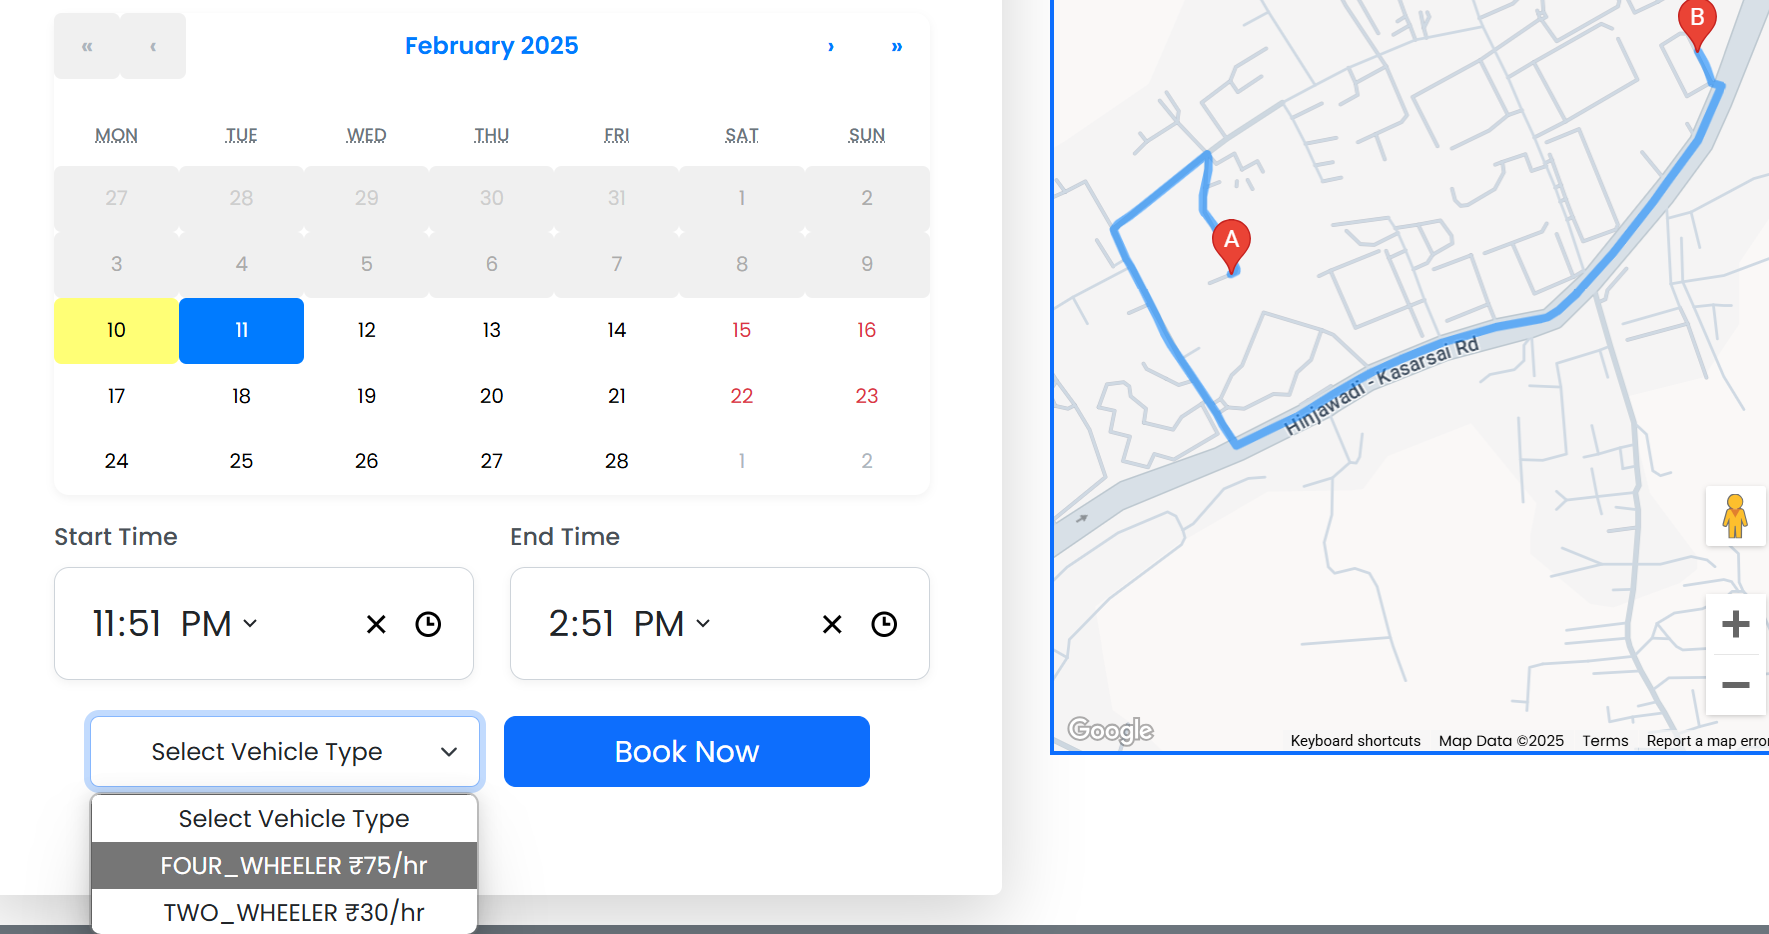 « ‹ February 2025 › »
MON TUE WED THU FRI SAT SUN
27 28 29 30 31 1 2
3 4 5 6 7 8 9
10 11 12 13 14 15 16
17 18 19 20 21 22 23
24 25 26 27 28 1 2
Start Time
End Time
11:51 PM
2:51 PM
Select Vehicle Type
Book Now
Select Vehicle Type
FOUR_WHEELER ₹75/hr
TWO_WHEELER ₹30/hr
B
A
Hinjawadi - Kasarsai Rd
Google
Keyboard shortcuts Map Data ©2025 Terms Report a map error